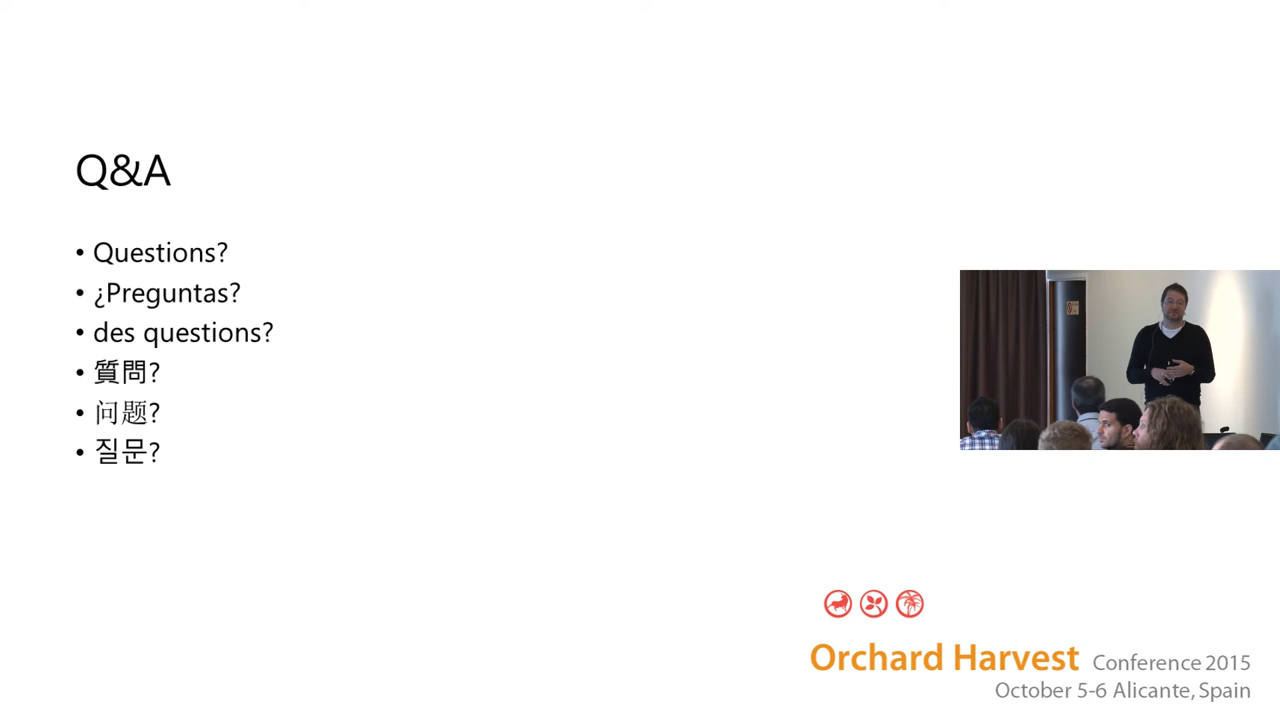 Q&A
• Questions?
• ¿Preguntas?
• des questions?
• 質問?
• 问题?
• 질문?
Orchard Harvest Conference 2015
October 5-6 Alicante, Spain